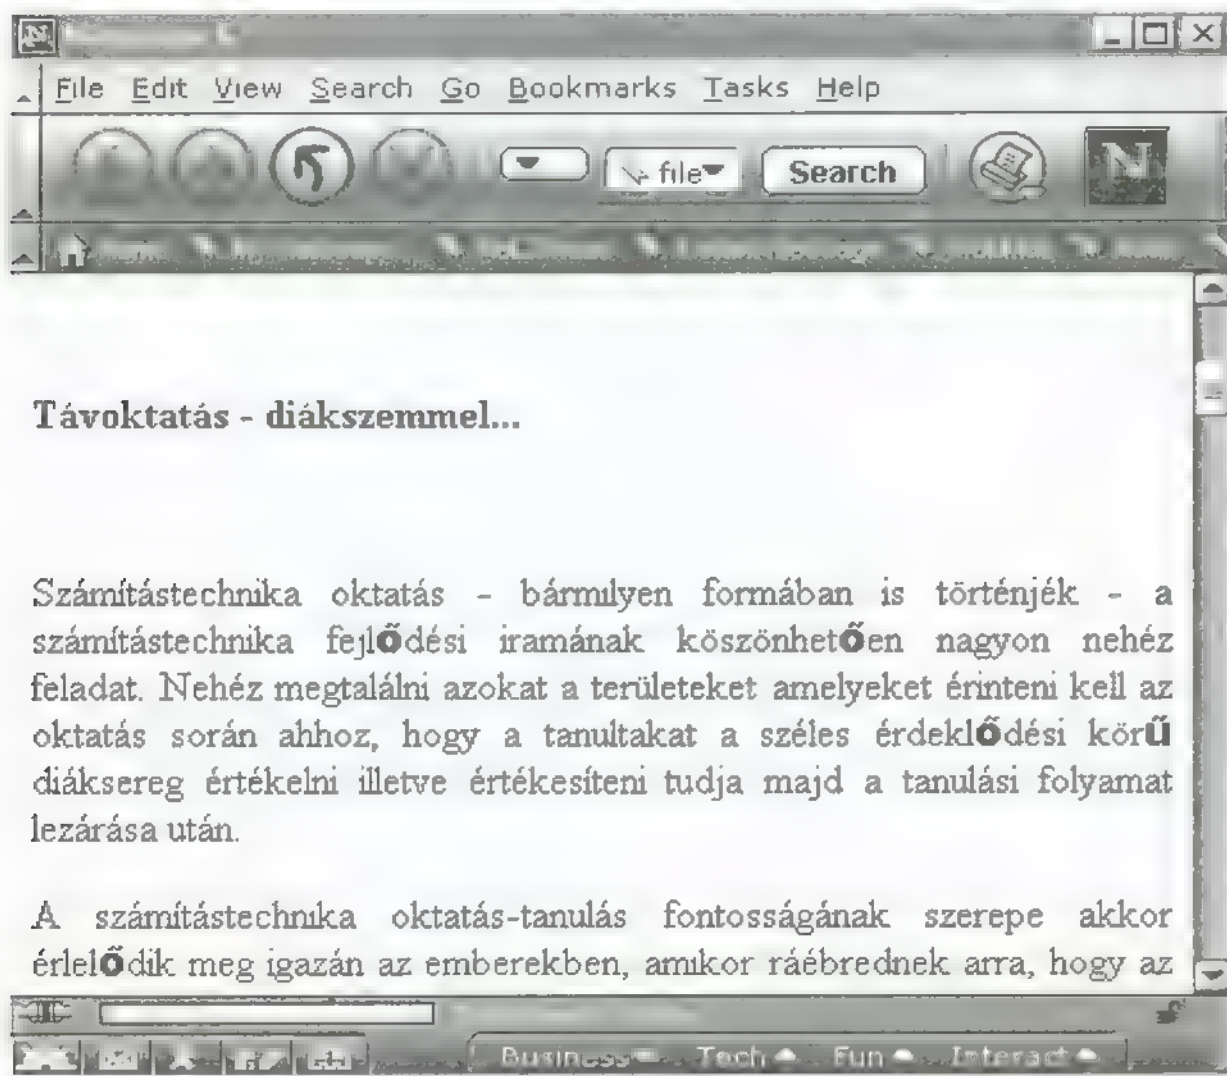 N
File Edit View Search Go Bookmarks Tasks Help
file Search N
Távoktatás - diákszemmel...
Számítástechnika oktatás - bármilyen formában is történjék - a
számítástechnika fejlődési iramának köszönhetően nagyon nehéz
feladat. Nehéz megtalálni azokat a területeket amelyeket érinteni kell az
oktatás során ahhoz, hogy a tanultakat a széles érdeklődési körű
diáksereg értékelni illetve értékesíteni tudja majd a tanulási folyamat
lezárása után.
A számítástechnika oktatás-tanulás fontosságának szerepe akkor
érlelődik meg igazán az emberekben, amikor ráébrednek arra, hogy az
Business Tech Fun Interact